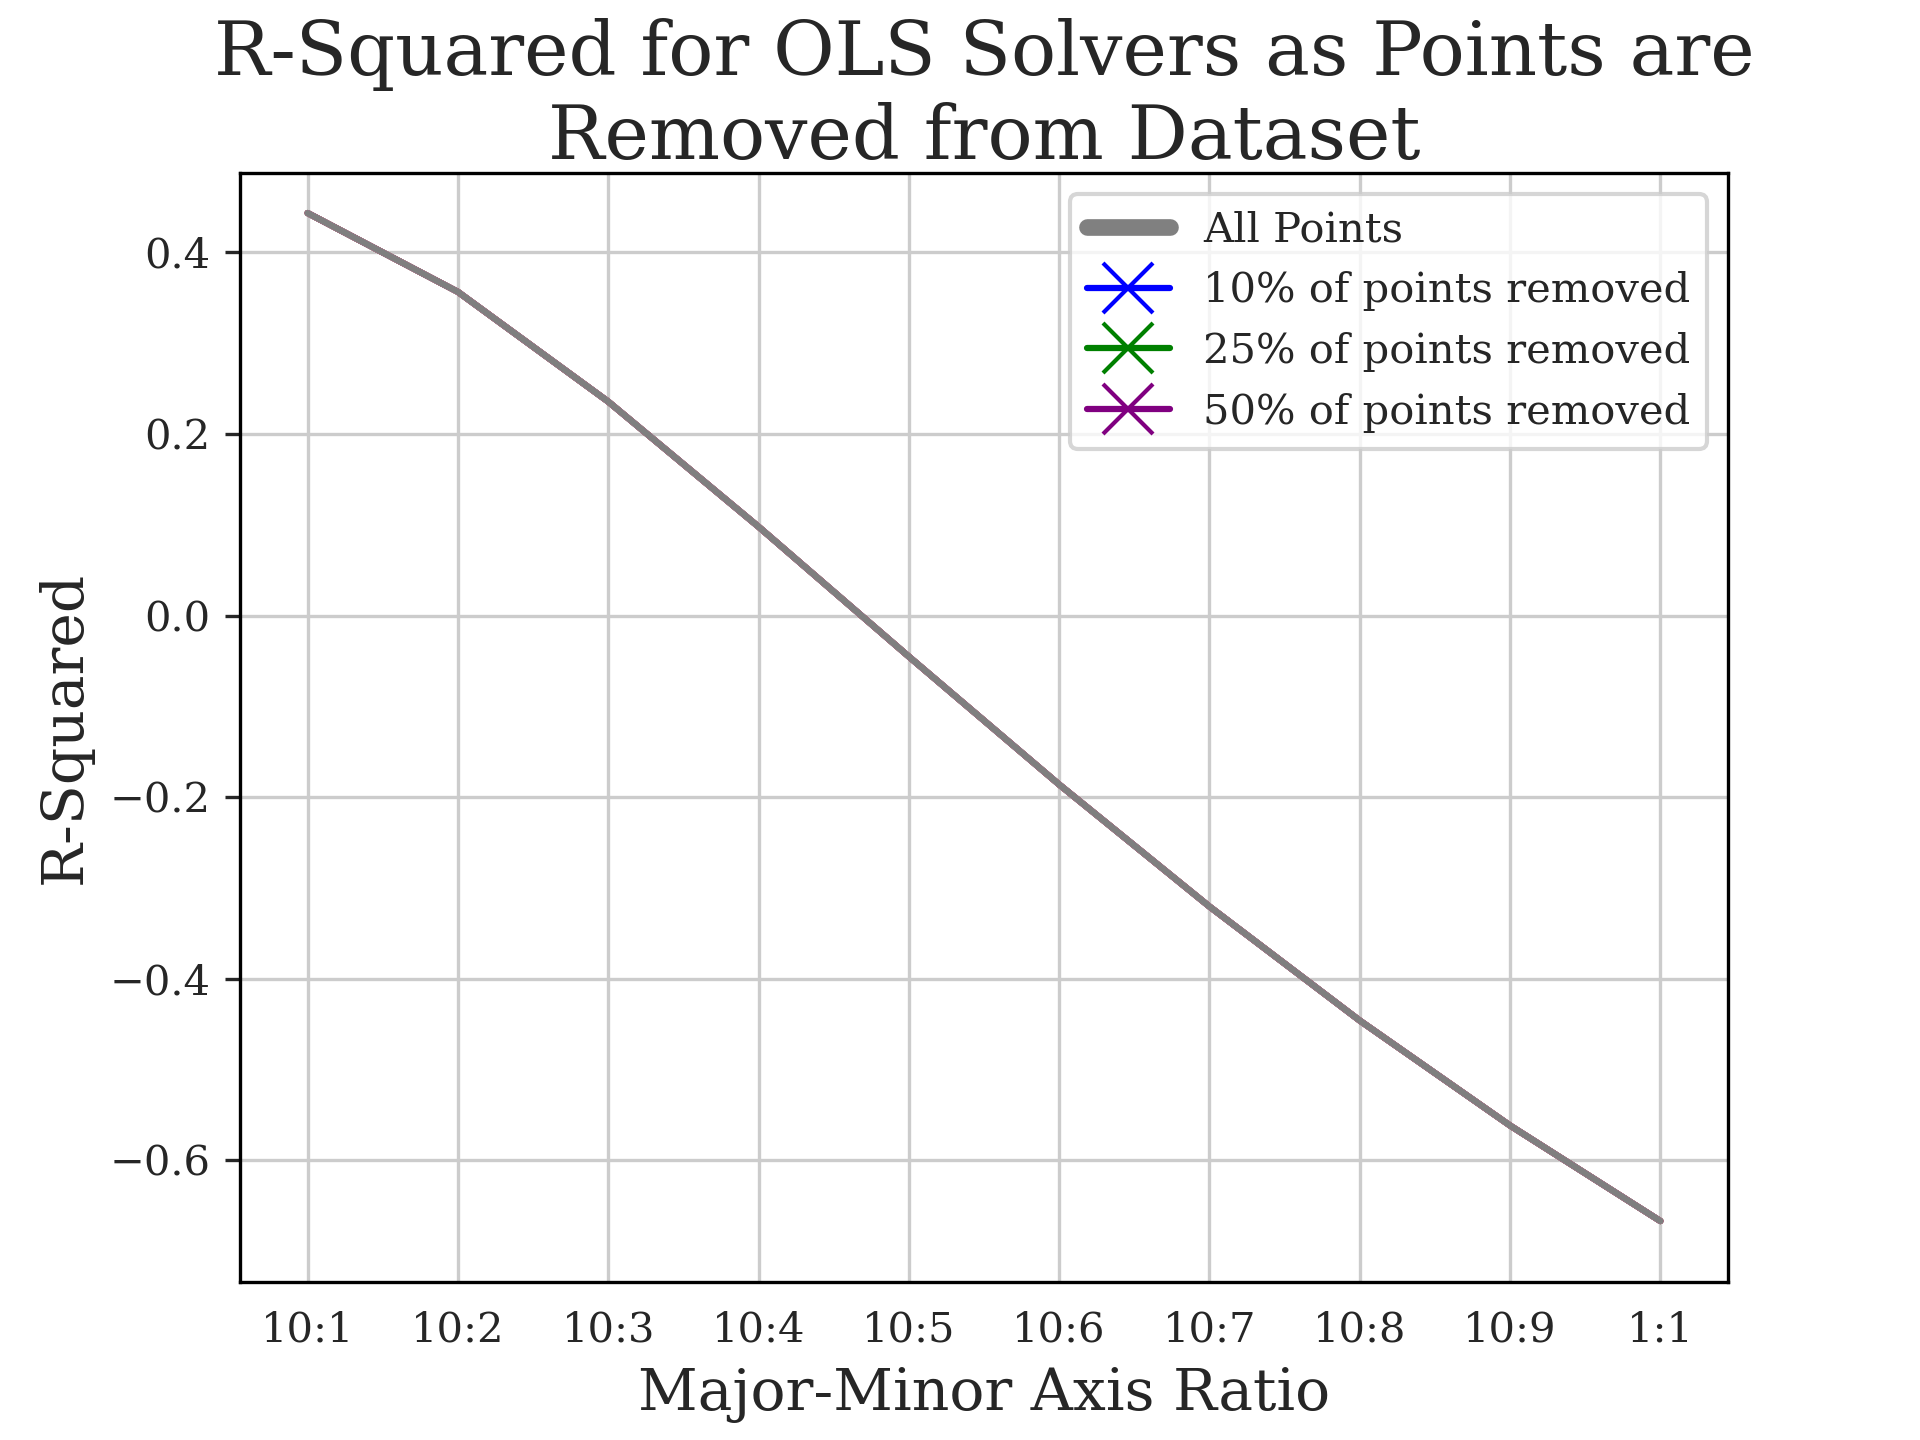 R-Squared for OLS Solvers as Points are
Removed from Dataset
All Points
10% of points removed
25% of points removed
50% of points removed
R-Squared
0.4
0.2
0.0
−0.2
−0.4
−0.6
10:1 10:2 10:3 10:4 10:5 10:6 10:7 10:8 10:9 1:1
Major-Minor Axis Ratio